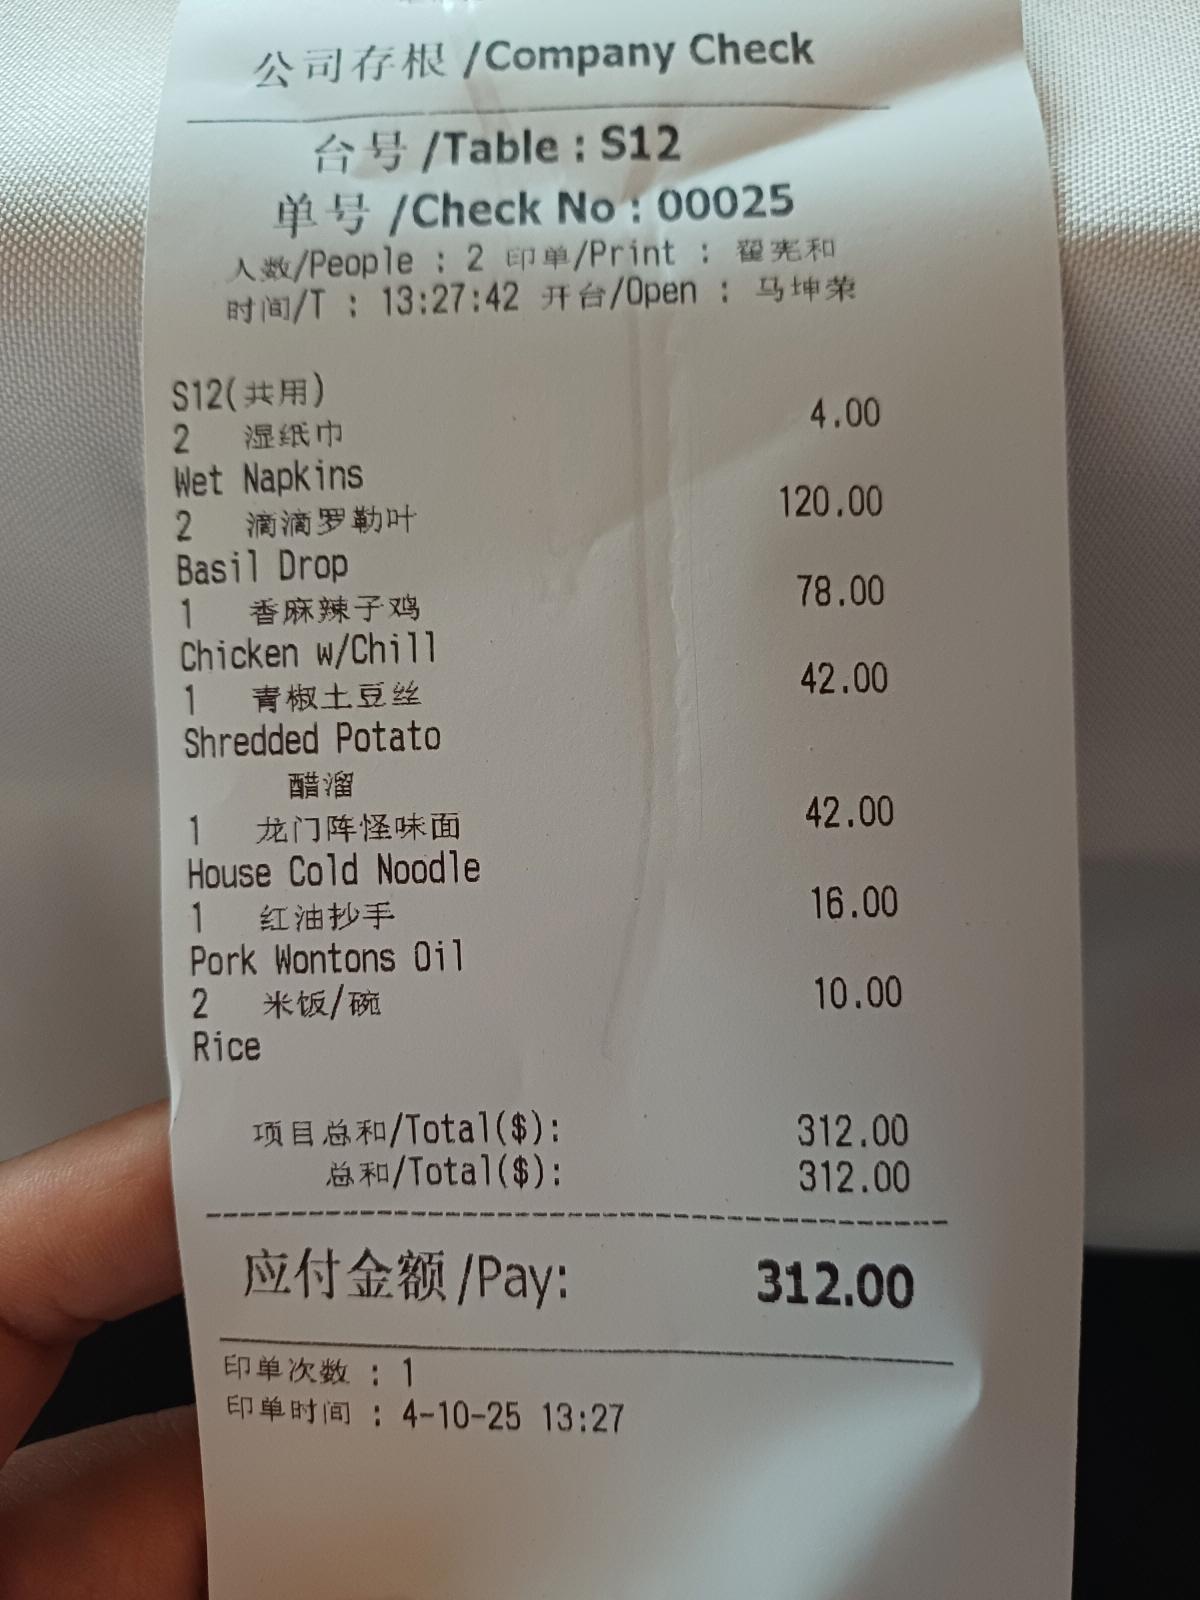 公司存根 /Company Check
台号 /Table : S12
单号 /Check No : 00025
人数/People : 2 印单/Print : 翟宪和
时间/T : 13:27:42 开台/Open : 马坤荣
S12(共用)
2 湿纸巾 4.00
Wet Napkins
2 滴滴罗勒叶 120.00
Basil Drop
1 香麻辣子鸡 78.00
Chicken w/Chill
1 青椒土豆丝 42.00
Shredded Potato
醋溜
1 龙门阵怪味面 42.00
House Cold Noodle
1 红油抄手 16.00
Pork Wontons Oil
2 米饭/碗 10.00
Rice
项目总和/Total($): 312.00
总和/Total($): 312.00
应付金额 /Pay: 312.00
印单次数 : 1
印单时间 : 4-10-25 13:27